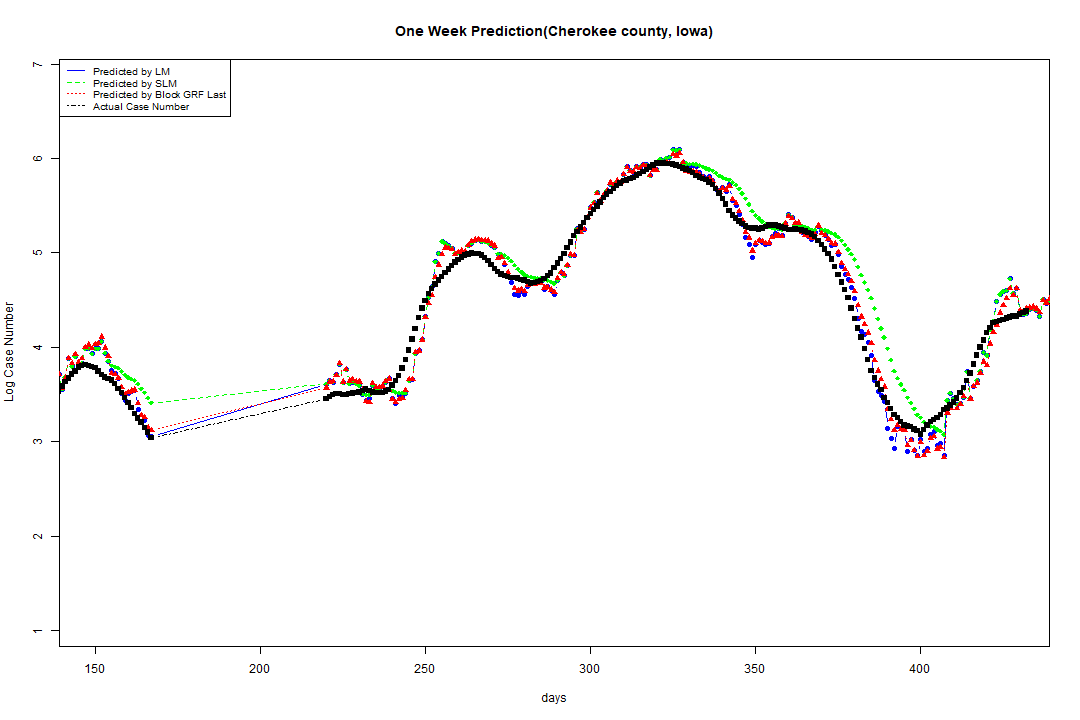 One Week Prediction(Cherokee county, Iowa)
7
Predicted by LM
Predicted by SLM
Predicted by Block GRF Last
Actual Case Number
6
5
4
3
2
1
Log Case Number
150 200 250 300 350 400
days